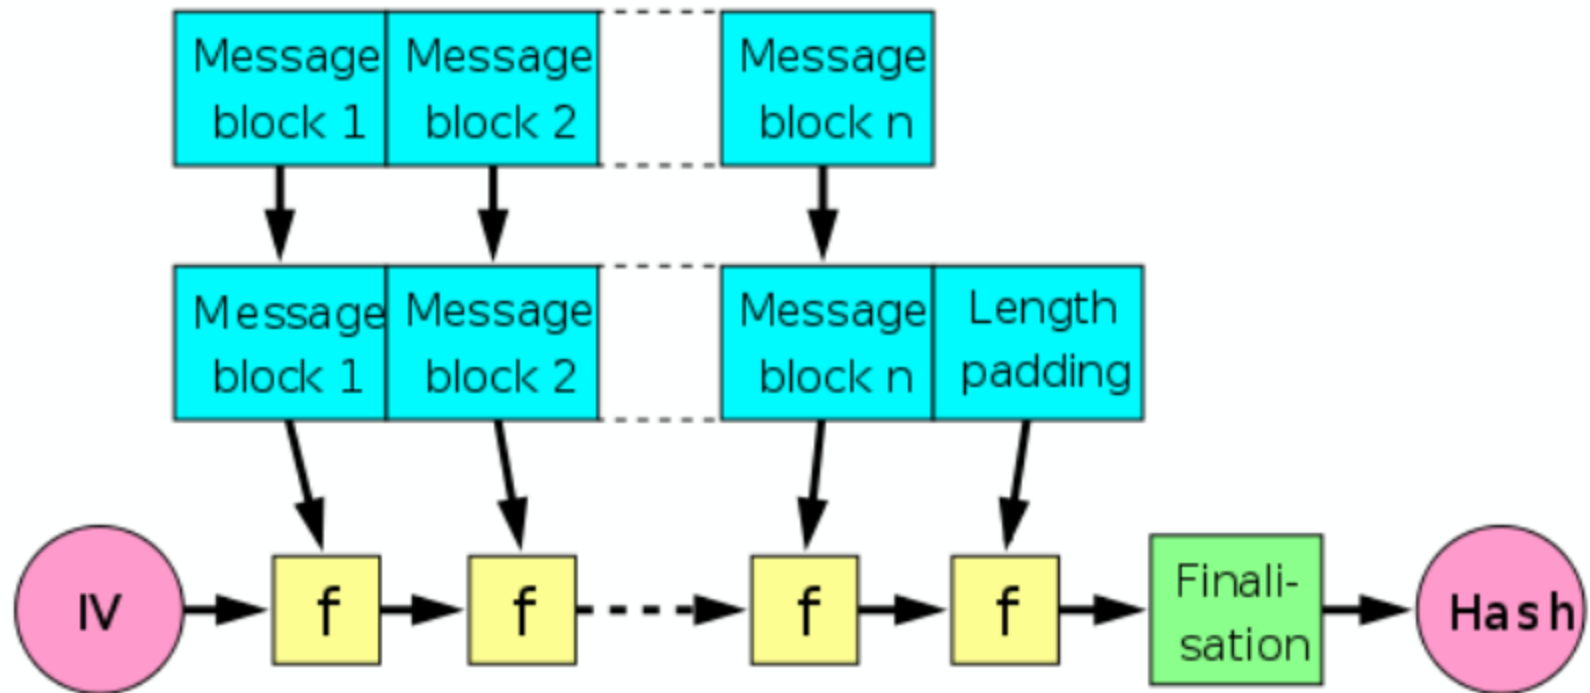 Message
block 1
Message
block 2
Message
block n
Message
block 1
Message
block 2
Message
block n
Length
padding
IV
f
f
f
f
Finali-
sation
Hash